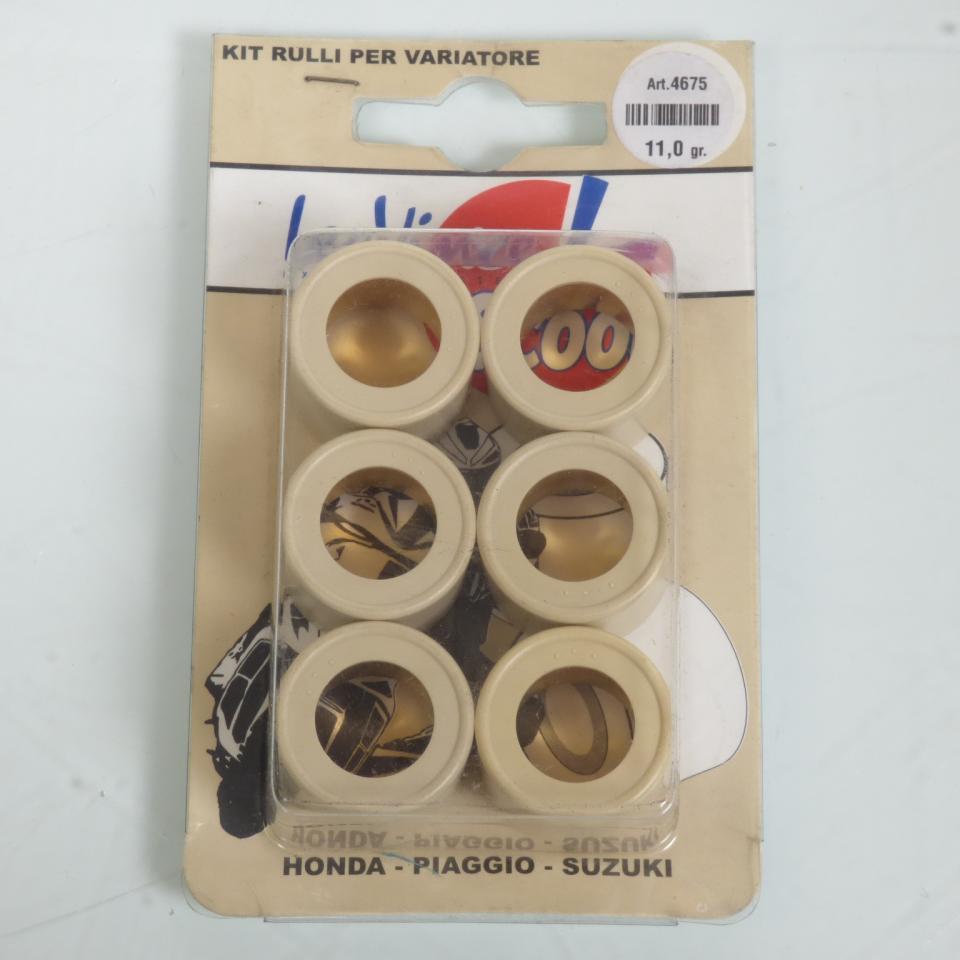 KIT RULLI PER VARIATORE
Art.4675
11,0 gr.
HONDA - PIAGGIO - SUZUKI